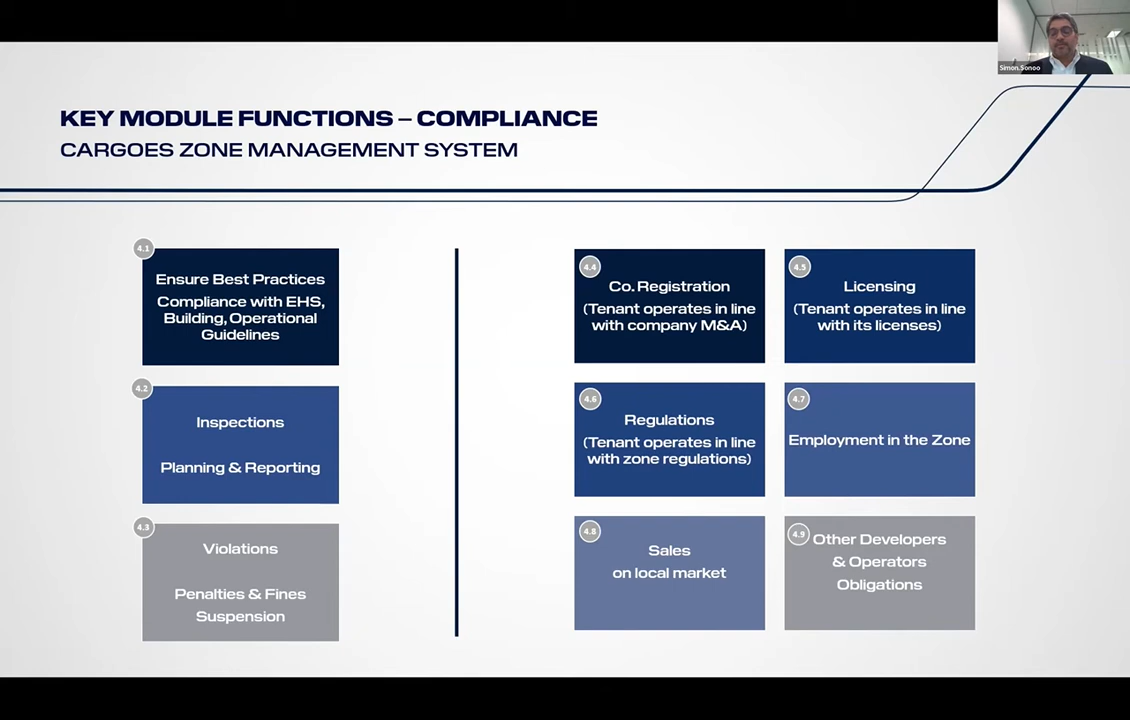 Simon.Sonoo
KEY MODULE FUNCTIONS – COMPLIANCE
CARGOES ZONE MANAGEMENT SYSTEM
4.1
Ensure Best Practices
Compliance with EHS,
Building, Operational
Guidelines
4.2
Inspections
Planning & Reporting
4.3
Violations
Penalties & Fines
Suspension
4.4
Co. Registration
(Tenant operates in line
with company M&A)
4.5
Licensing
(Tenant operates in line
with its licenses)
4.6
Regulations
(Tenant operates in line
with zone regulations)
4.7
Employment in the Zone
4.8
Sales
on local market
4.9
Other Developers
& Operators
Obligations